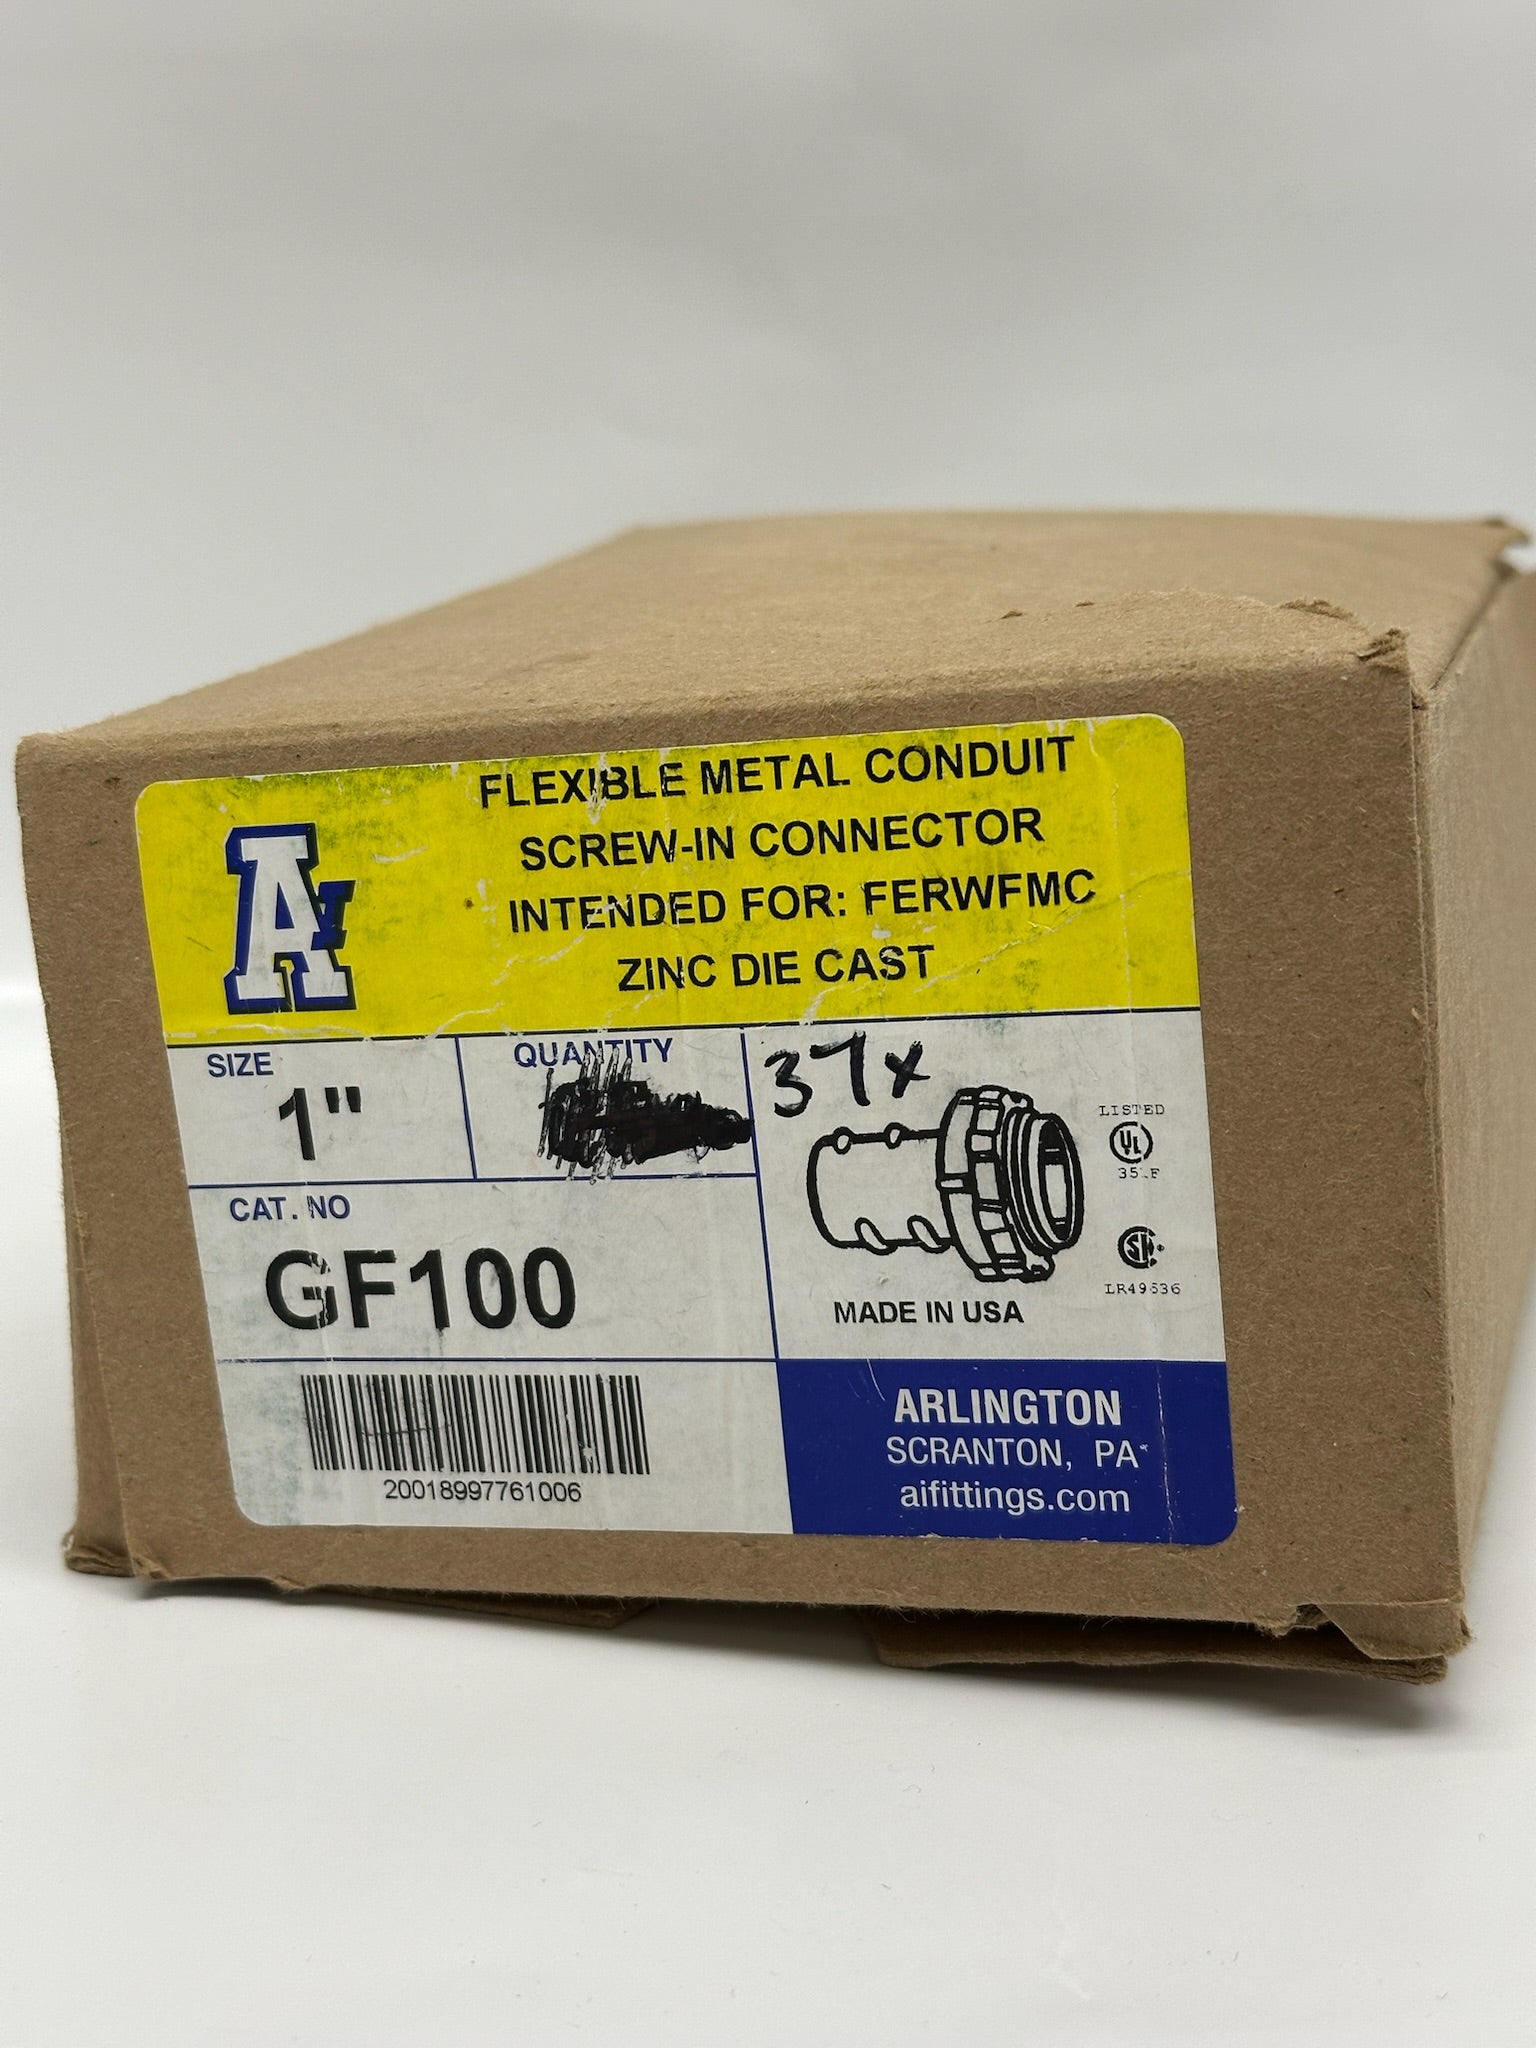 FLEXIBLE METAL CONDUIT
SCREW-IN CONNECTOR
INTENDED FOR: FERWFMC
ZINC DIE CAST
A
SIZE
1"
QUANTITY
37x
CAT. NO
GF100
LISTED
UL
LR49536
MADE IN USA
20018997761006
ARLINGTON
SCRANTON, PA
aifittings.com